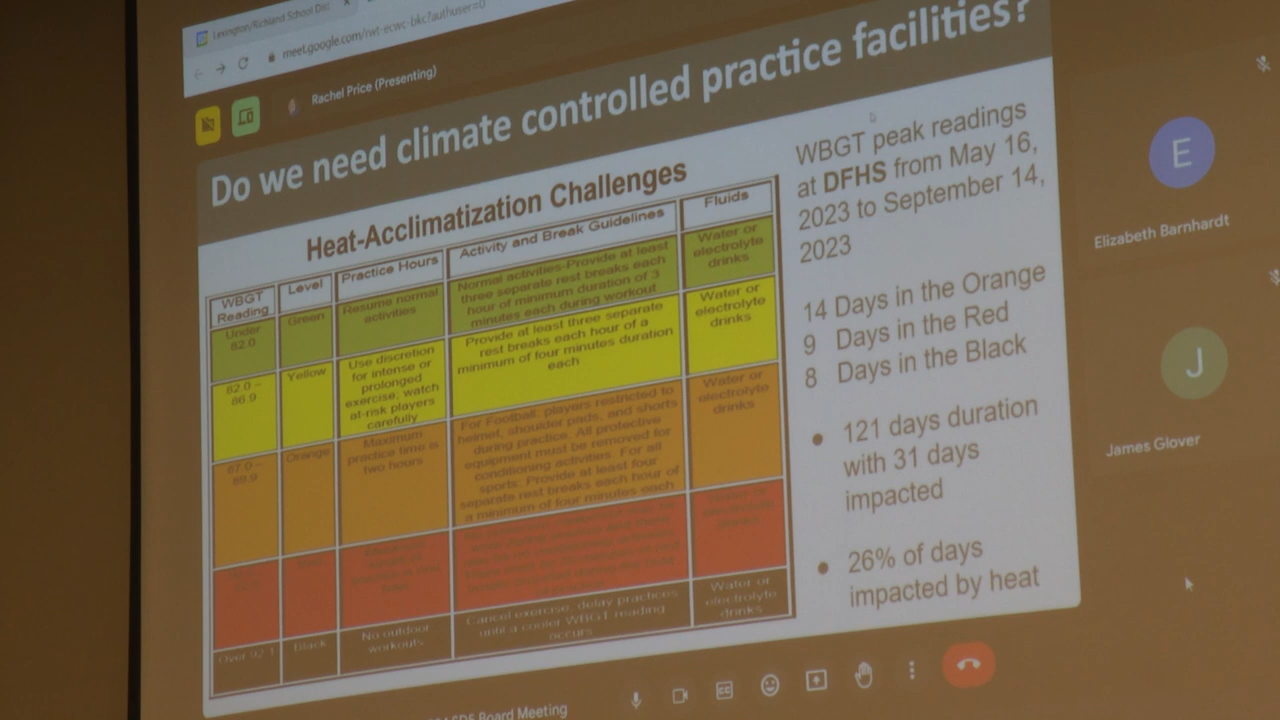 Lexington/Richland School Dist
meet.google.com/rwt-ecwc-bkc?authuser=0
Rachel Price (Presenting)
Do we need climate controlled practice facilities?
Heat-Acclimatization Challenges
WBGT Reading
Level
Practice Hours
Activity and Break Guidelines
Fluids
Under 82.0
Green
Resume normal activities
Normal activities-Provide at least
three separate rest breaks each
hour of minimum duration of 3
minutes each during workout
Water or
electrolyte
drinks
82.0 –
86.9
Yellow
Use discretion
for intense or
prolonged
exercise; watch
at-risk players
carefully
Provide at least three separate
rest breaks each hour of a
minimum of four minutes duration
each
Water or
electrolyte
drinks
87.0 –
89.9
Orange
Maximum
practice time is
two hours
For Football: players restricted to
helmet, shoulder pads, and shorts
during practice. All protective
equipment must be removed for
conditioning activities. For all
sports: Provide at least four
separate rest breaks each hour of
a minimum of four minutes each
Water or
electrolyte
drinks
Over 92.1
Black
No outdoor
workouts
Cancel exercise, delay practices
until a cooler WBGT reading
occurs
Water or
electrolyte
drinks
WBGT peak readings
at DFHS from May 16,
2023 to September 14,
2023
14 Days in the Orange
9 Days in the Red
8 Days in the Black
• 121 days duration
with 31 days
impacted
• 26% of days
impacted by heat
E
Elizabeth Barnhardt
J
James Glover
Board Meeting